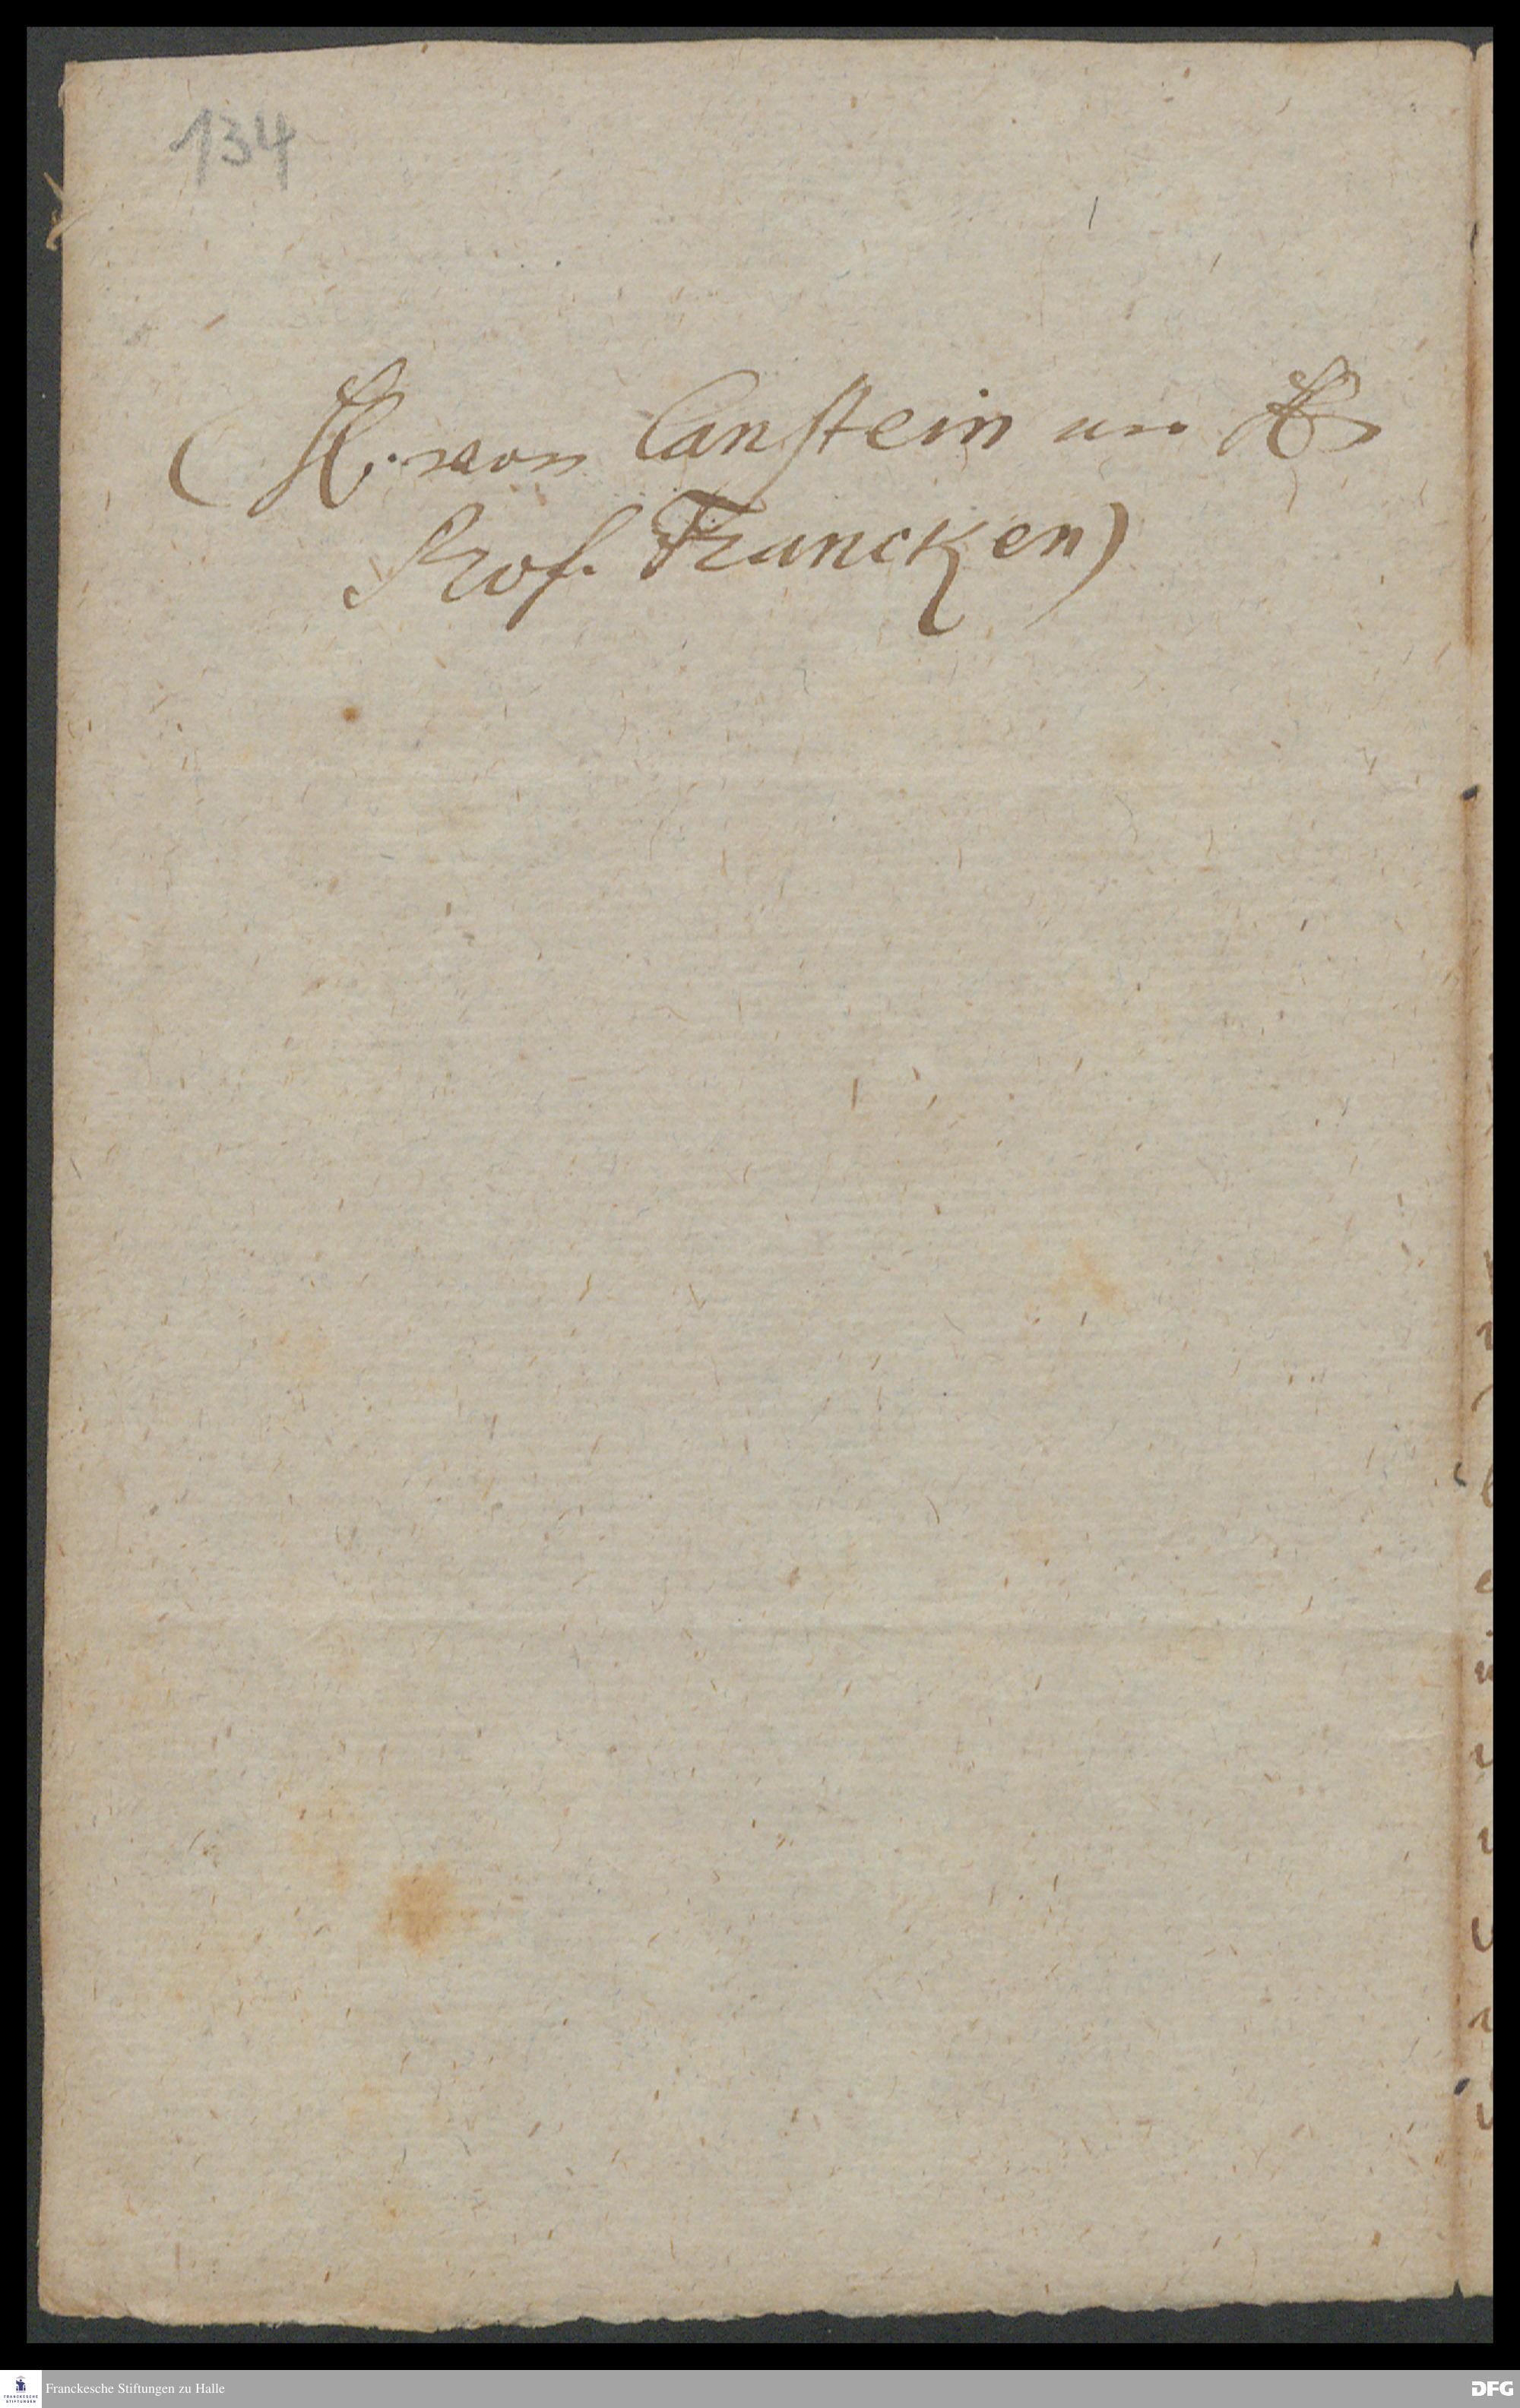 134
(H. von Canstein an H
Prof. Francken)
Franckesche Stiftungen zu Halle
DFG